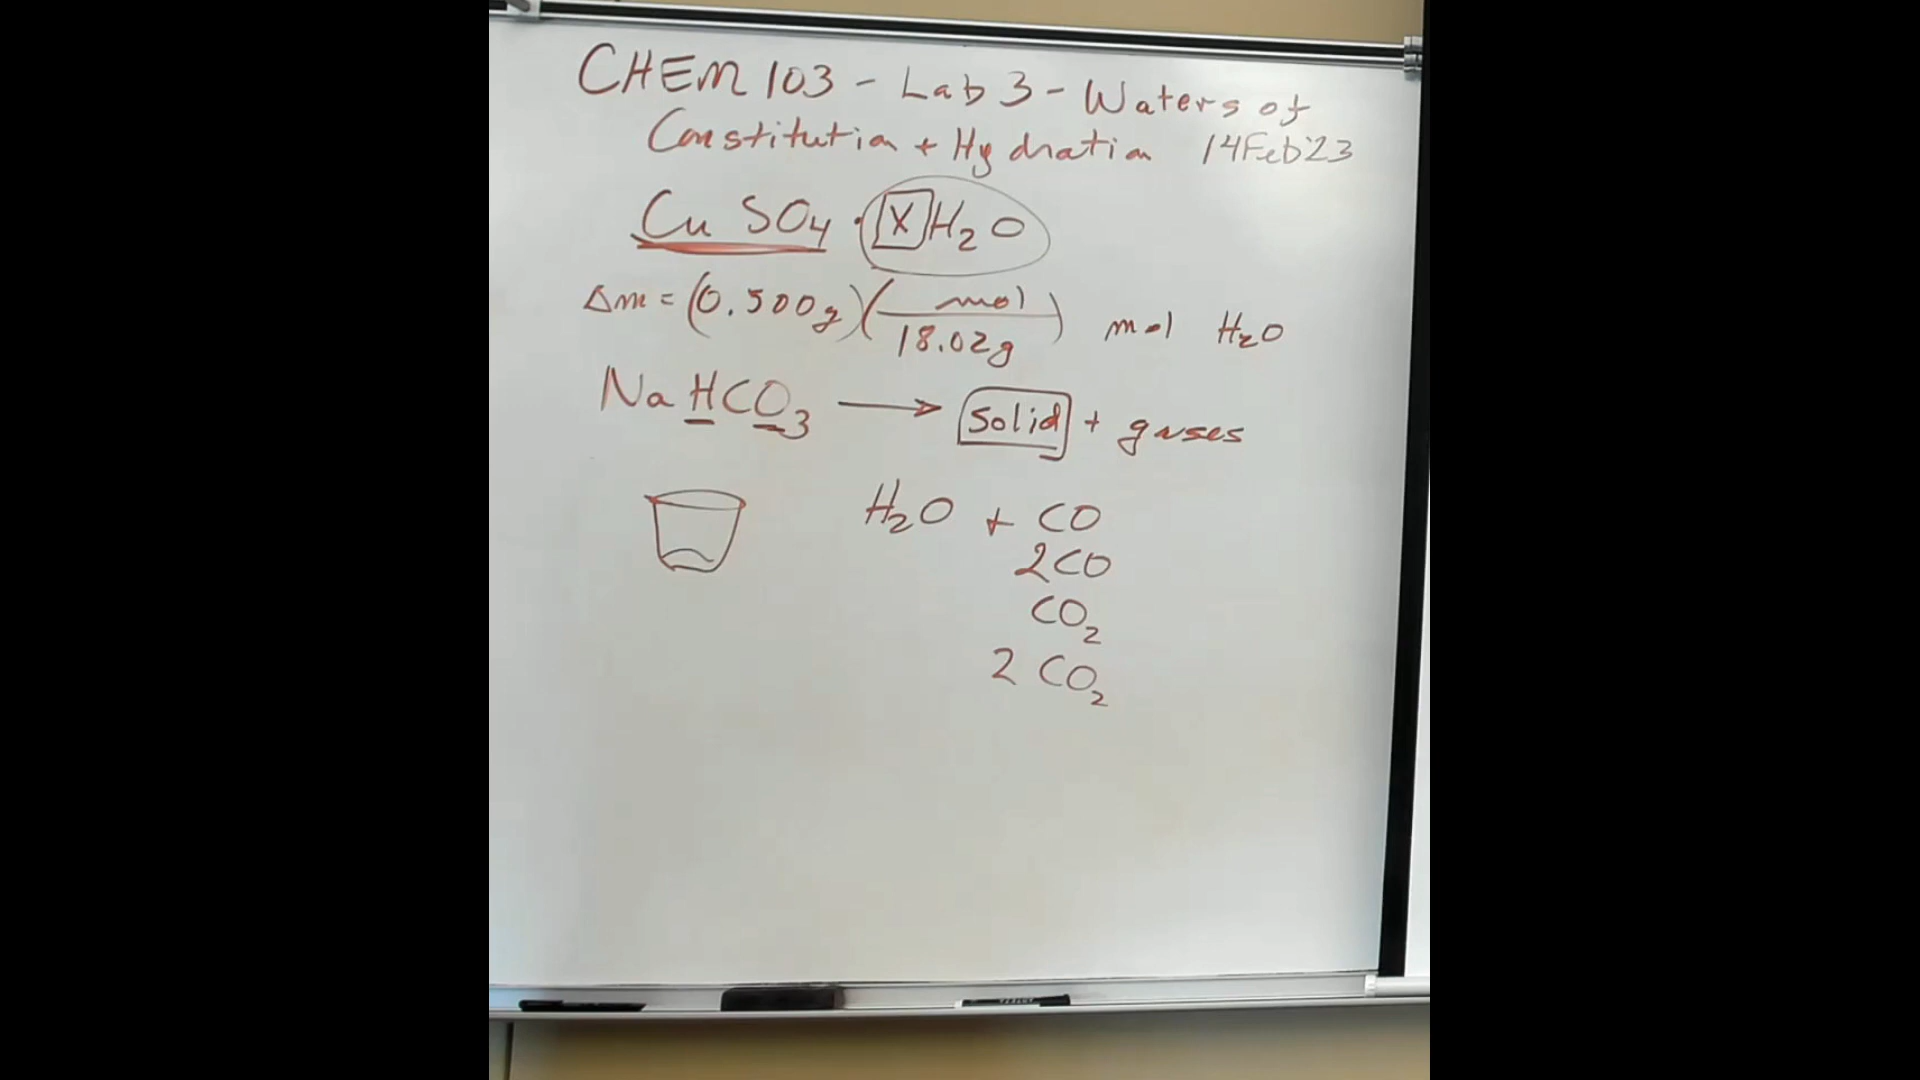 CHEM 103 - Lab 3 - Waters of
Constitution + Hydration 14Feb'23
CuSO4 · X H2O
Δm = (0.500g)(mol/18.02g) mol H2O
NaHCO3 → Solid + gases
H2O + CO
2CO
CO2
2 CO2